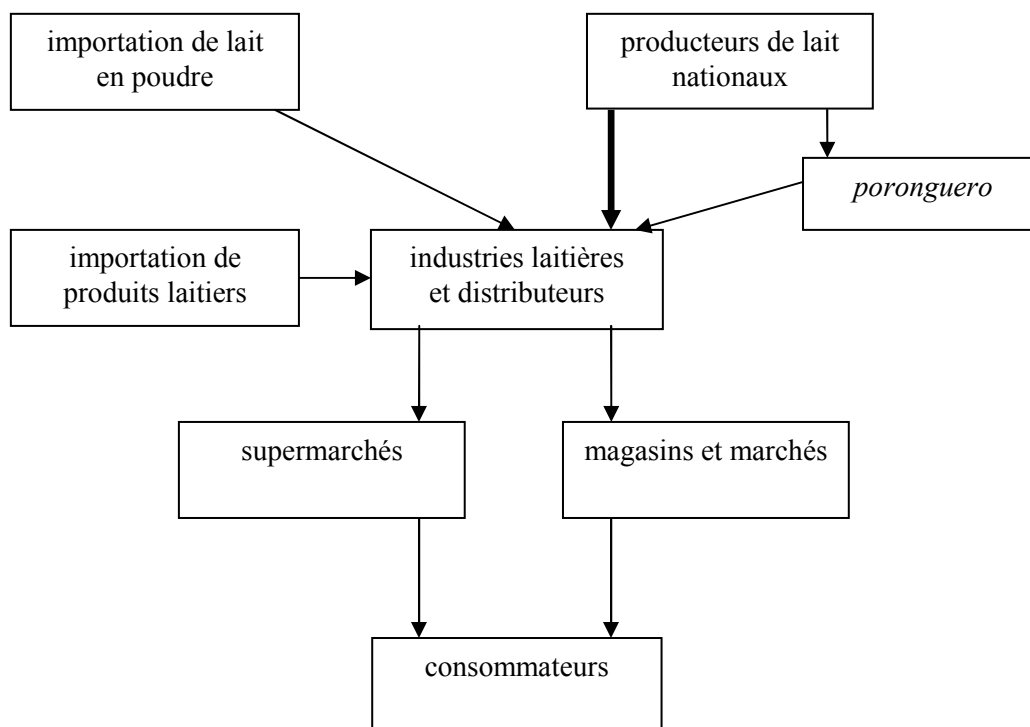 importation de lait
en poudre
producteurs de lait
nationaux
poronguero
importation de
produits laitiers
industries laitières
et distributeurs
supermarchés
magasins et marchés
consommateurs